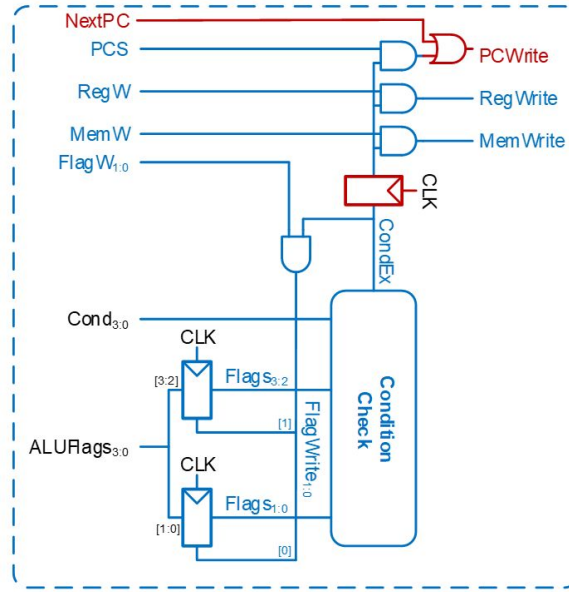 NextPC
PCS
PCWrite
RegW
RegWrite
MemW
MemWrite
FlagW1:0
CLK
CondEx
Cond3:0
CLK
[3:2]
Flags3:2
Condition
Check
[1]
FlagWrite1:0
ALUFlags3:0
CLK
Flags1:0
[1:0]
[0]